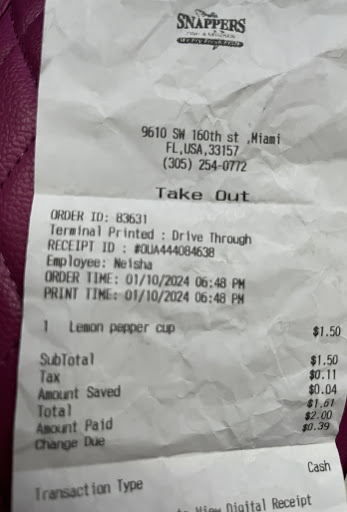 SNAPPERS
9610 SW 160th st ,Miami
FL,USA,33157
(305) 254-0772
Take Out
ORDER ID: 83631
Terminal Printed : Drive Through
RECEIPT ID : #OUA444084638
Employee: Neisha
ORDER TIME: 01/10/2024 06:48 PM
PRINT TIME: 01/10/2024 06:48 PM
1 Lemon pepper cup $1.50
SubTotal $1.50
Tax $0.11
Amount Saved $0.04
Total $1.61
Amount Paid $2.00
Change Due $0.39
Transaction Type Cash
View Digital Receipt